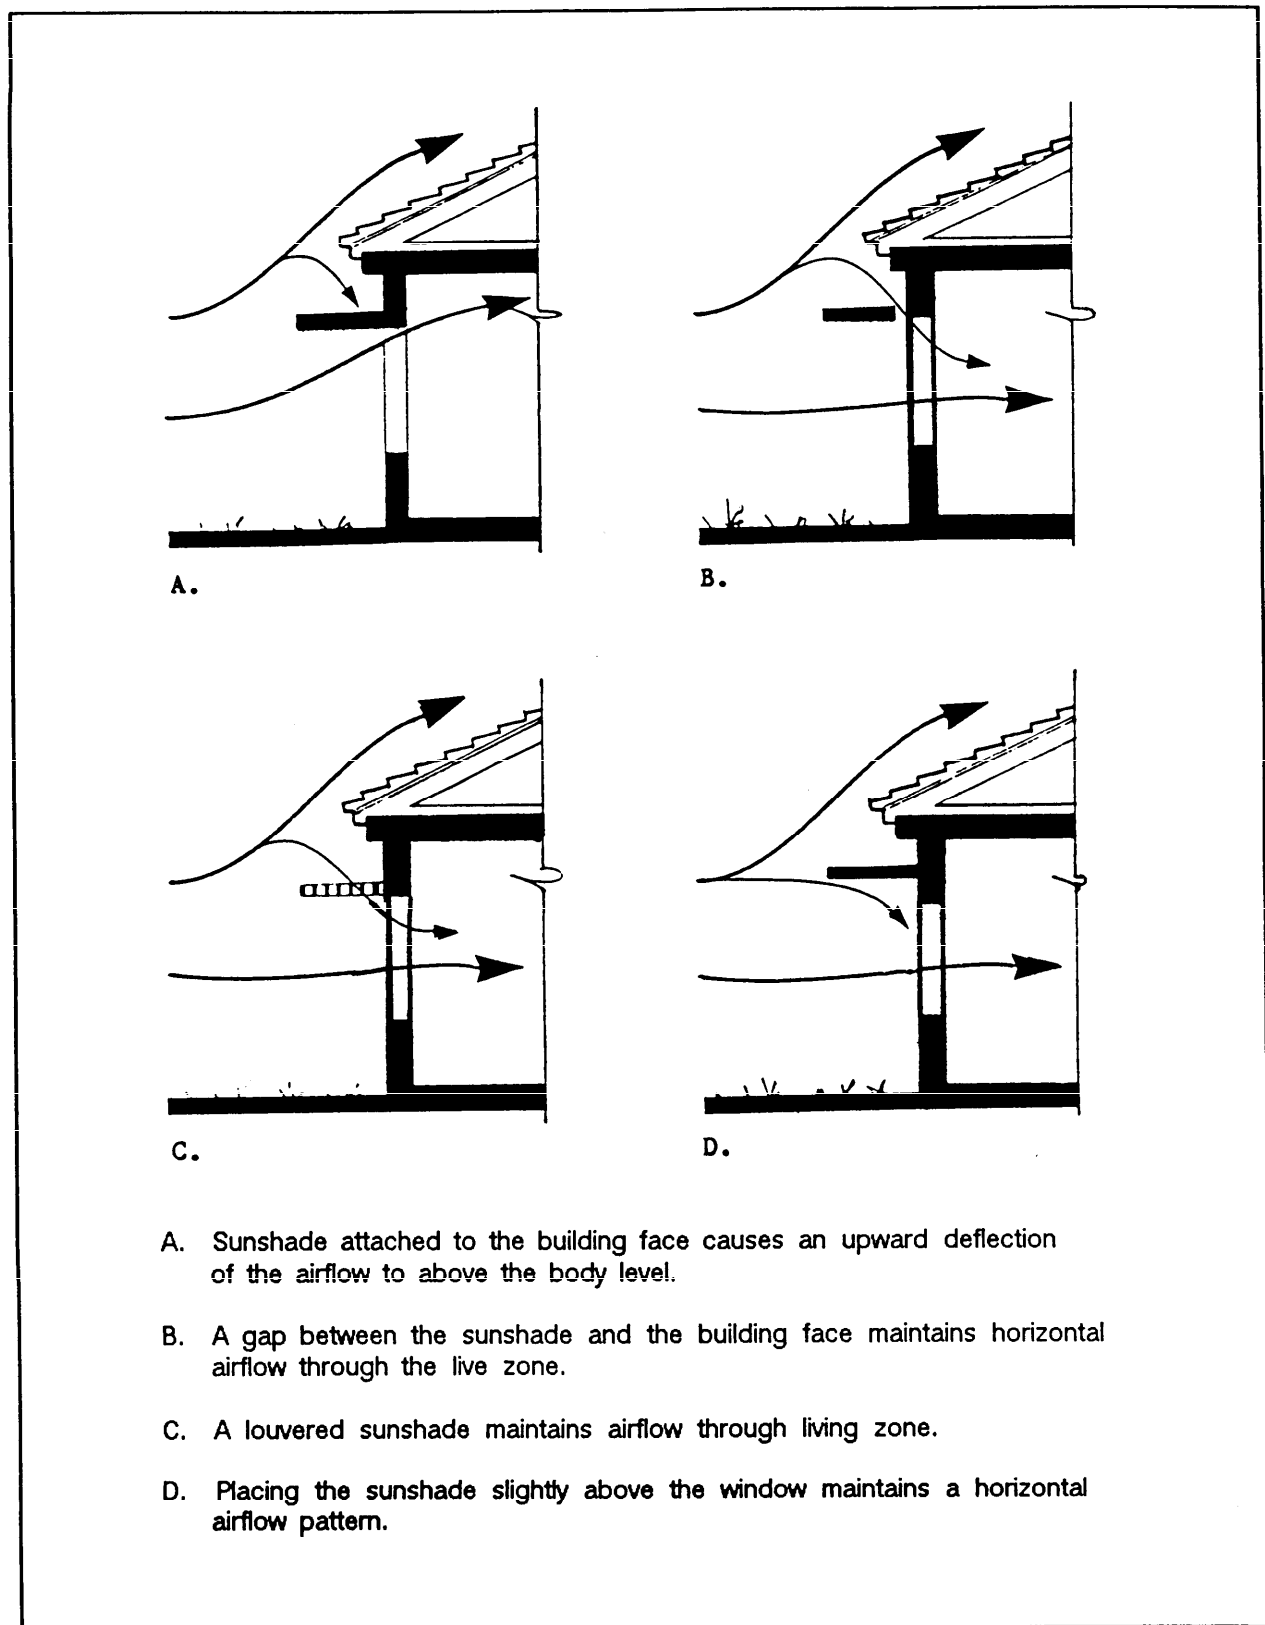 A.
B.
C.
D.
A. Sunshade attached to the building face causes an upward deflection
of the airflow to above the body level.
B. A gap between the sunshade and the building face maintains horizontal
airflow through the live zone.
C. A louvered sunshade maintains airflow through living zone.
D. Placing the sunshade slightly above the window maintains a horizontal
airflow pattern.